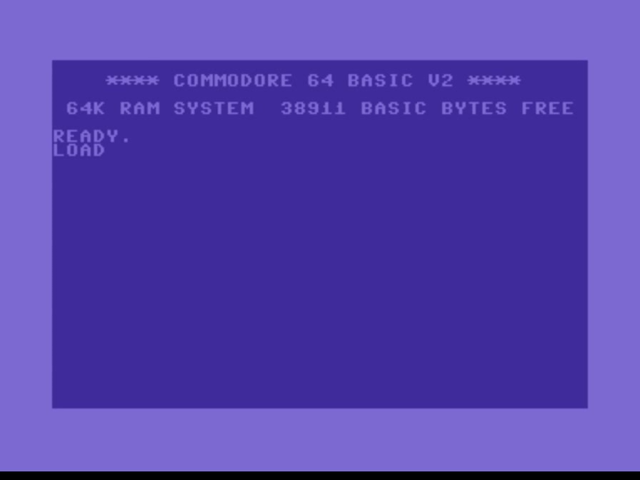 **** COMMODORE 64 BASIC V2 ****
64K RAM SYSTEM  38911 BASIC BYTES FREE
READY.
LOAD